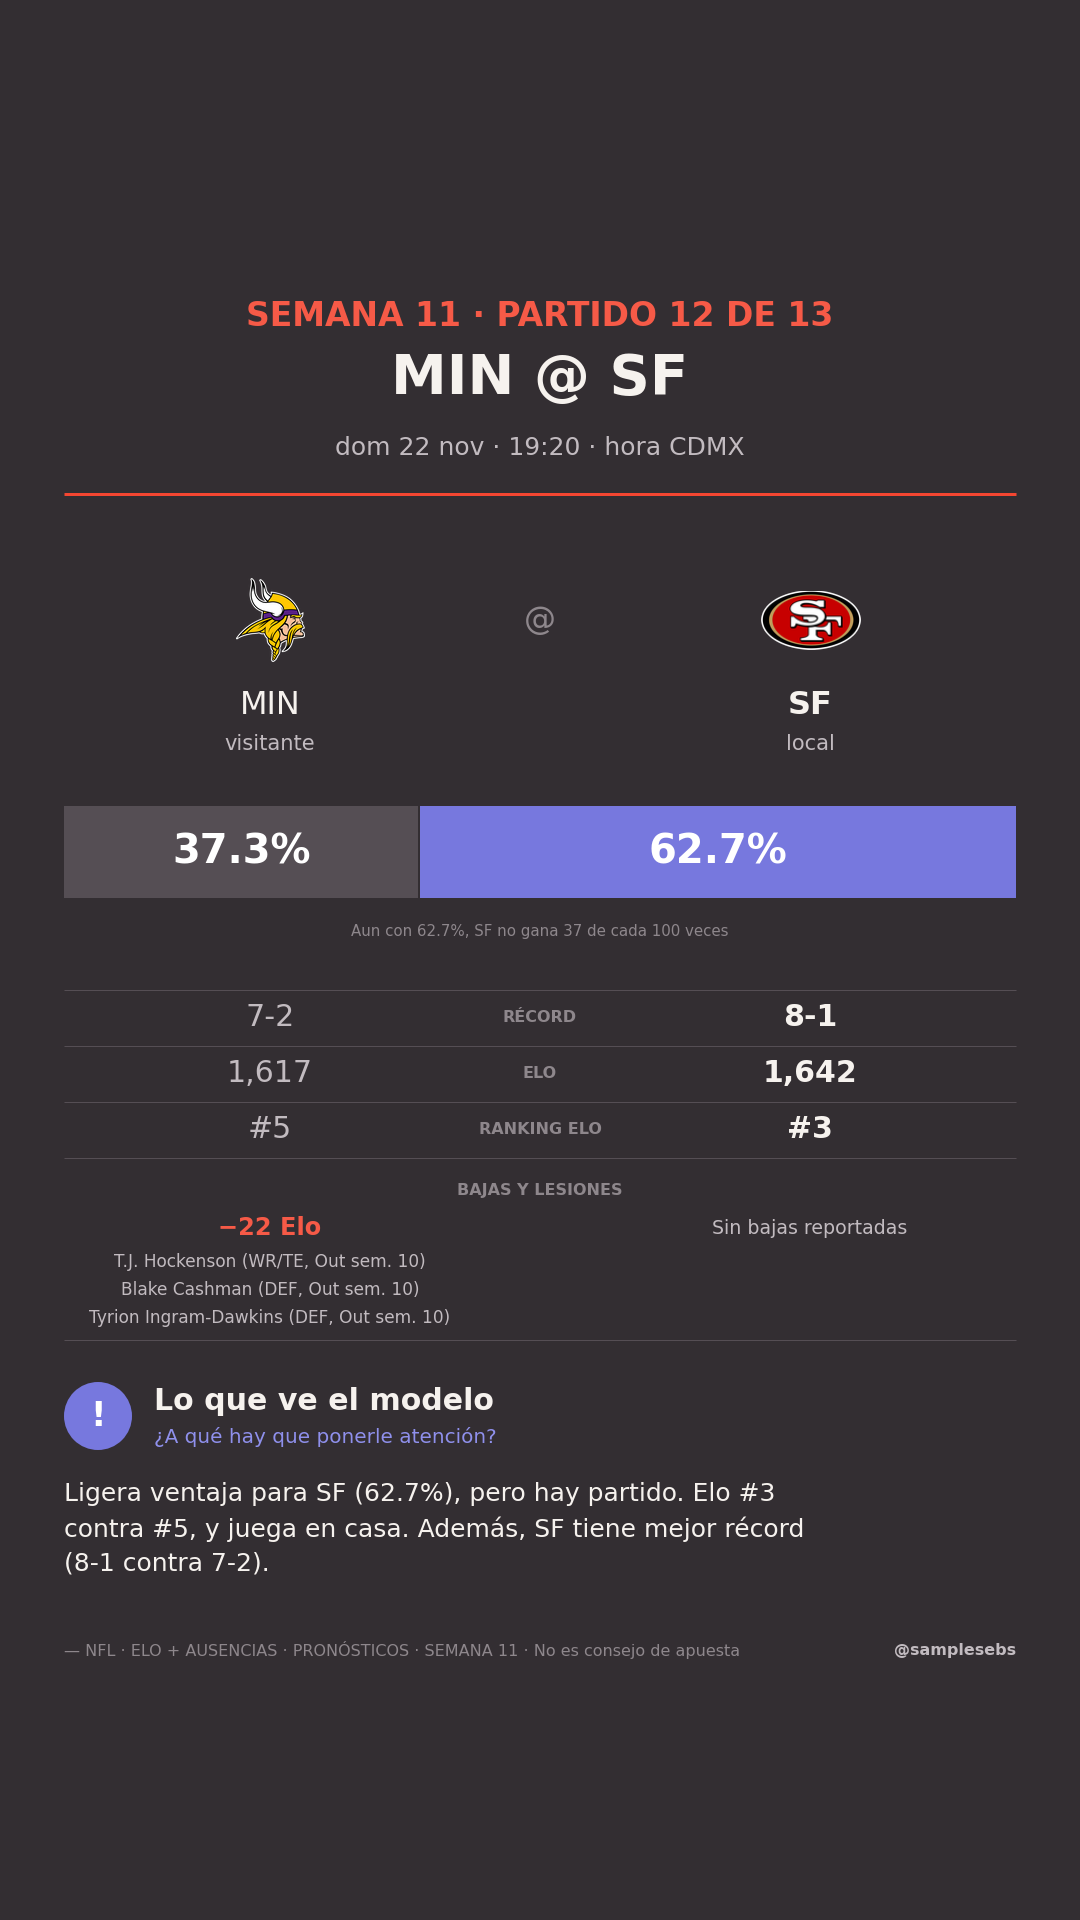 SEMANA 11 · PARTIDO 12 DE 13
MIN @ SF
dom 22 nov · 19:20 · hora CDMX
@
SF
MIN
SF
visitante
local
37.3%
62.7%
Aun con 62.7%, SF no gana 37 de cada 100 veces
7-2 RÉCORD 8-1
1,617 ELO 1,642
#5 RANKING ELO #3
BAJAS Y LESIONES
−22 Elo
Sin bajas reportadas
T.J. Hockenson (WR/TE, Out sem. 10)
Blake Cashman (DEF, Out sem. 10)
Tyrion Ingram-Dawkins (DEF, Out sem. 10)
!
Lo que ve el modelo
¿A qué hay que ponerle atención?
Ligera ventaja para SF (62.7%), pero hay partido. Elo #3
contra #5, y juega en casa. Además, SF tiene mejor récord
(8-1 contra 7-2).
— NFL · ELO + AUSENCIAS · PRONÓSTICOS · SEMANA 11 · No es consejo de apuesta
@samplesebs